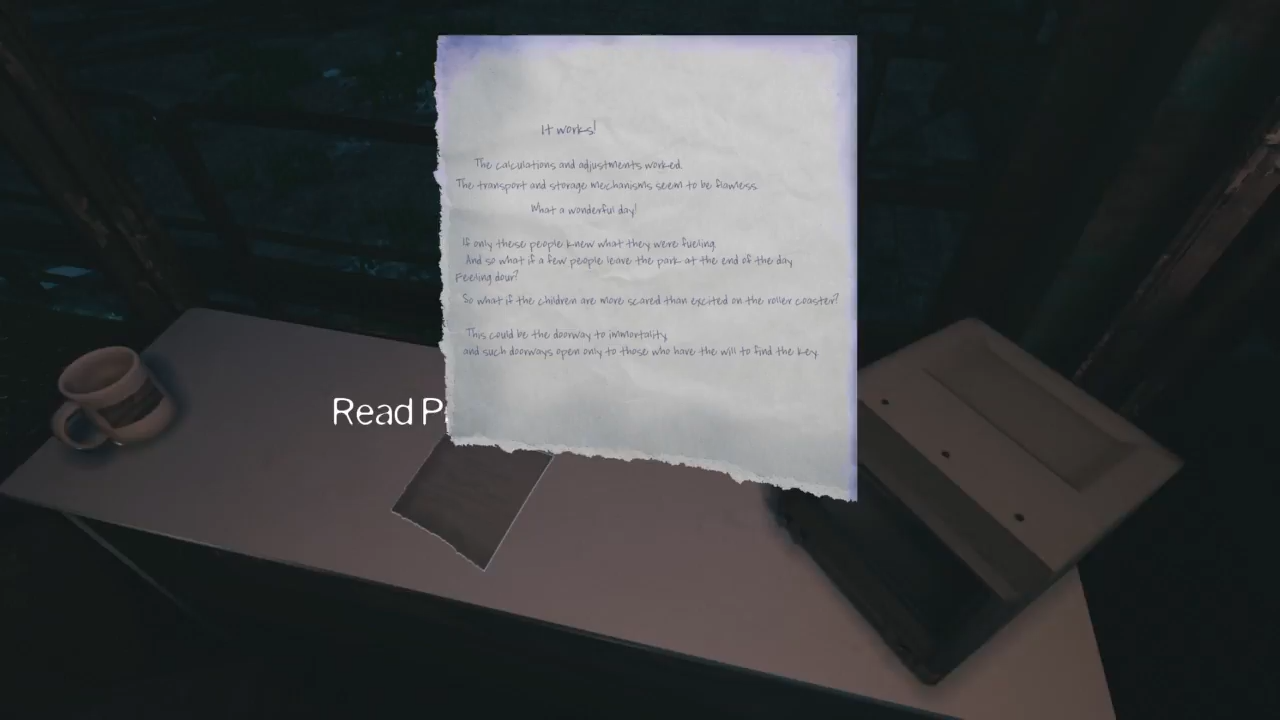 It works!
The calculations and adjustments worked.
The transport and storage mechanisms seem to be flawless.
What a wonderful day!
If only these people knew what they were fueling.
And so what if a few people leave the park at the end of the day
Feeling dour?
So what if the children are more scared than excited on the roller coaster?
This could be the doorway to immortality,
and such doorways open only to those who have the will to find the key.
Read P